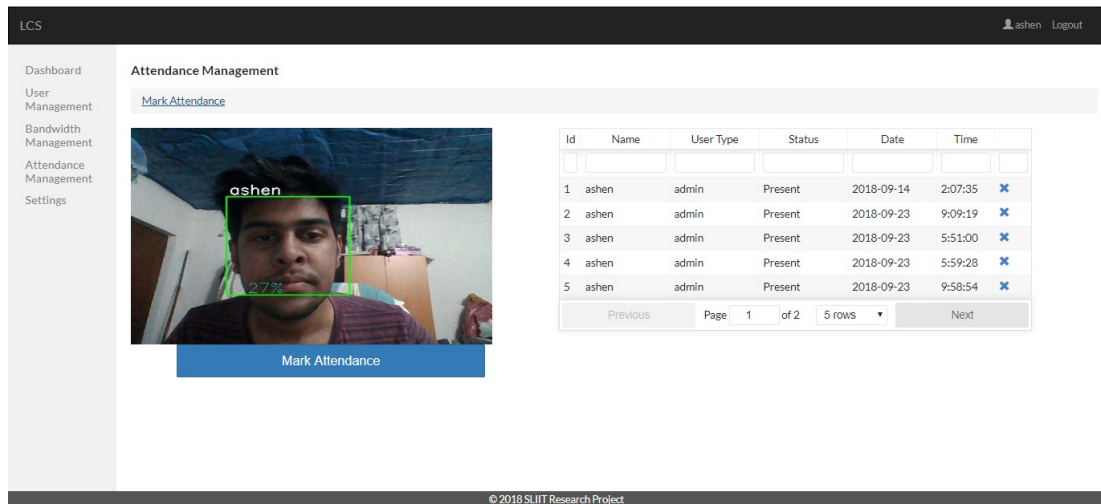 LCS
ashen Logout
Dashboard
User
Management
Bandwidth
Management
Attendance
Management
Settings
Attendance Management
Mark Attendance
ashen
27%
Mark Attendance
Id Name User Type Status Date Time
1 ashen admin Present 2018-09-14 2:07:35
2 ashen admin Present 2018-09-23 9:09:19
3 ashen admin Present 2018-09-23 5:51:00
4 ashen admin Present 2018-09-23 5:59:28
5 ashen admin Present 2018-09-23 9:58:54
Previous Page 1 of 2 5 rows Next
© 2018 SLIIT Research Project